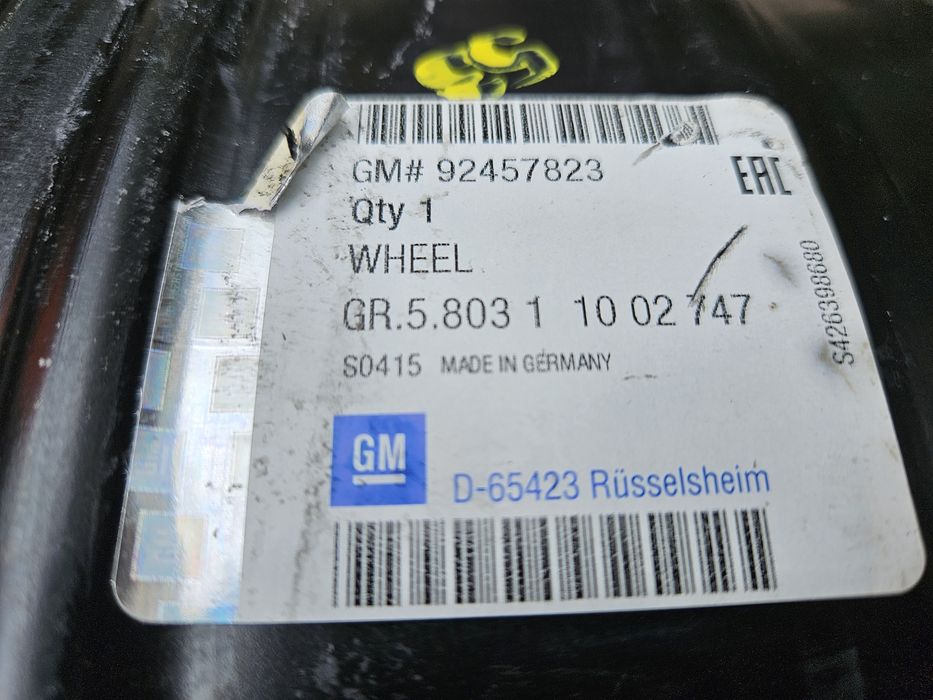 GM# 92457823
EAC
Qty 1
WHEEL
GR.5.803 1 10 02 747
S0415 MADE IN GERMANY
S426398680
GM
D-65423 Rüsselsheim